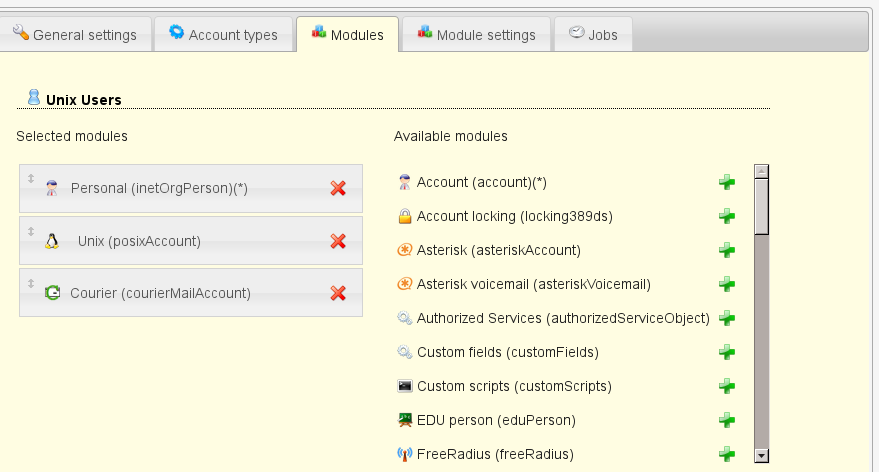 General settings
Account types
Modules
Module settings
Jobs
Unix Users
Selected modules
Available modules
Personal (inetOrgPerson)(*)
Unix (posixAccount)
Courier (courierMailAccount)
Account (account)(*)
Account locking (locking389ds)
Asterisk (asteriskAccount)
Asterisk voicemail (asteriskVoicemail)
Authorized Services (authorizedServiceObject)
Custom fields (customFields)
Custom scripts (customScripts)
EDU person (eduPerson)
FreeRadius (freeRadius)